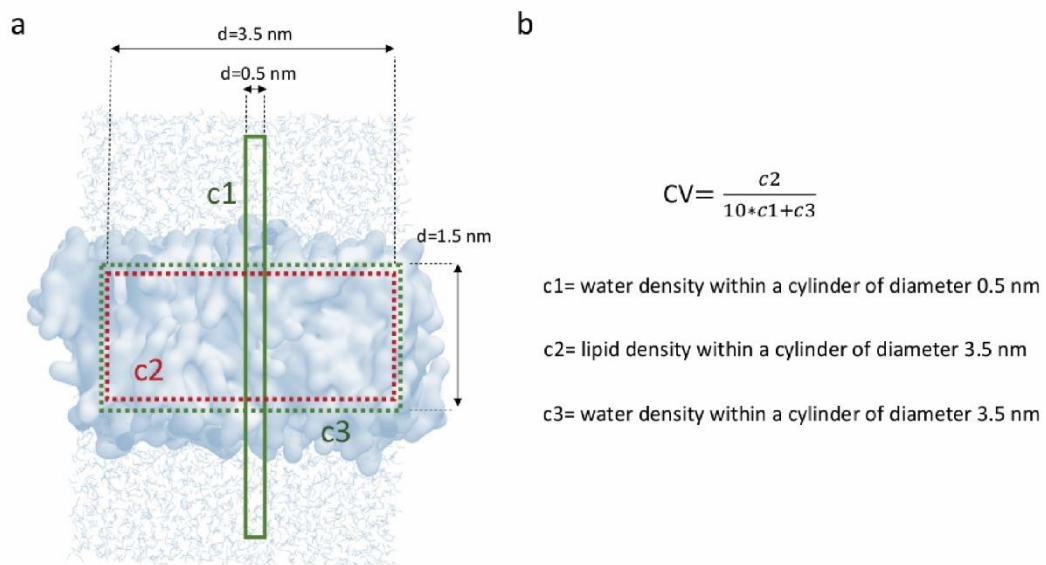 a
d=3.5 nm
d=0.5 nm
c1
d=1.5 nm
c2
c3
b
CV= c2
10*c1+c3
c1= water density within a cylinder of diameter 0.5 nm
c2= lipid density within a cylinder of diameter 3.5 nm
c3= water density within a cylinder of diameter 3.5 nm